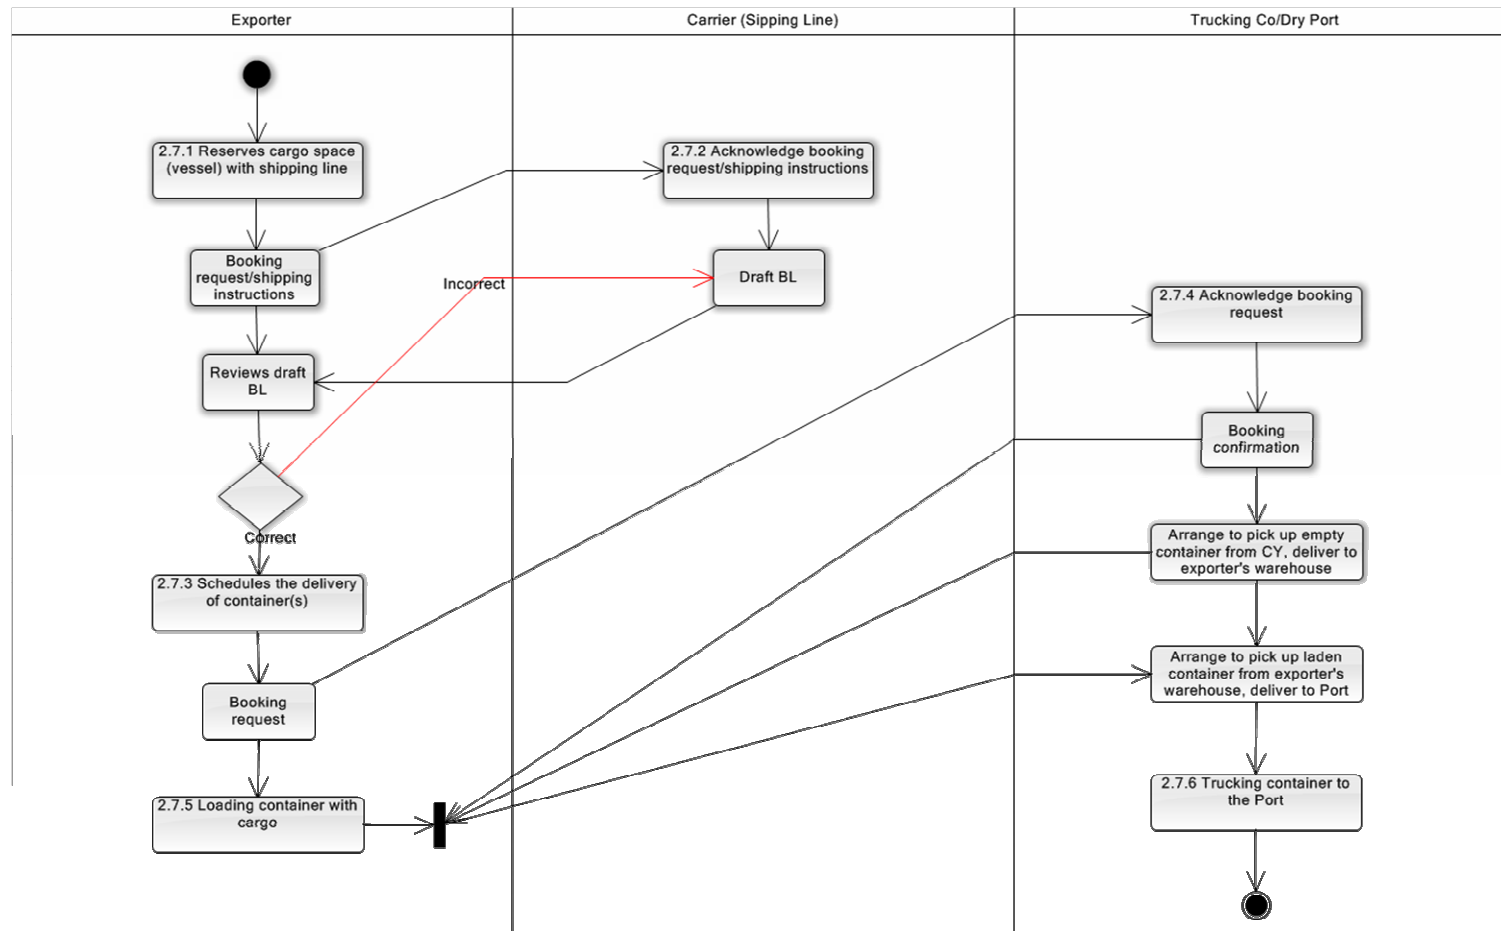 Exporter
Carrier (Sipping Line)
Trucking Co/Dry Port
2.7.1 Reserves cargo space
(vessel) with shipping line
2.7.2 Acknowledge booking
request/shipping instructions
Booking
request/shipping
instructions
Incorrect
Draft BL
2.7.4 Acknowledge booking
request
Reviews draft
BL
Booking
confirmation
Correct
Arrange to pick up empty
container from CY, deliver to
exporter's warehouse
2.7.3 Schedules the delivery
of container(s)
Arrange to pick up laden
container from exporter's
warehouse, deliver to Port
Booking
request
2.7.6 Trucking container to
the Port
2.7.5 Loading container with
cargo